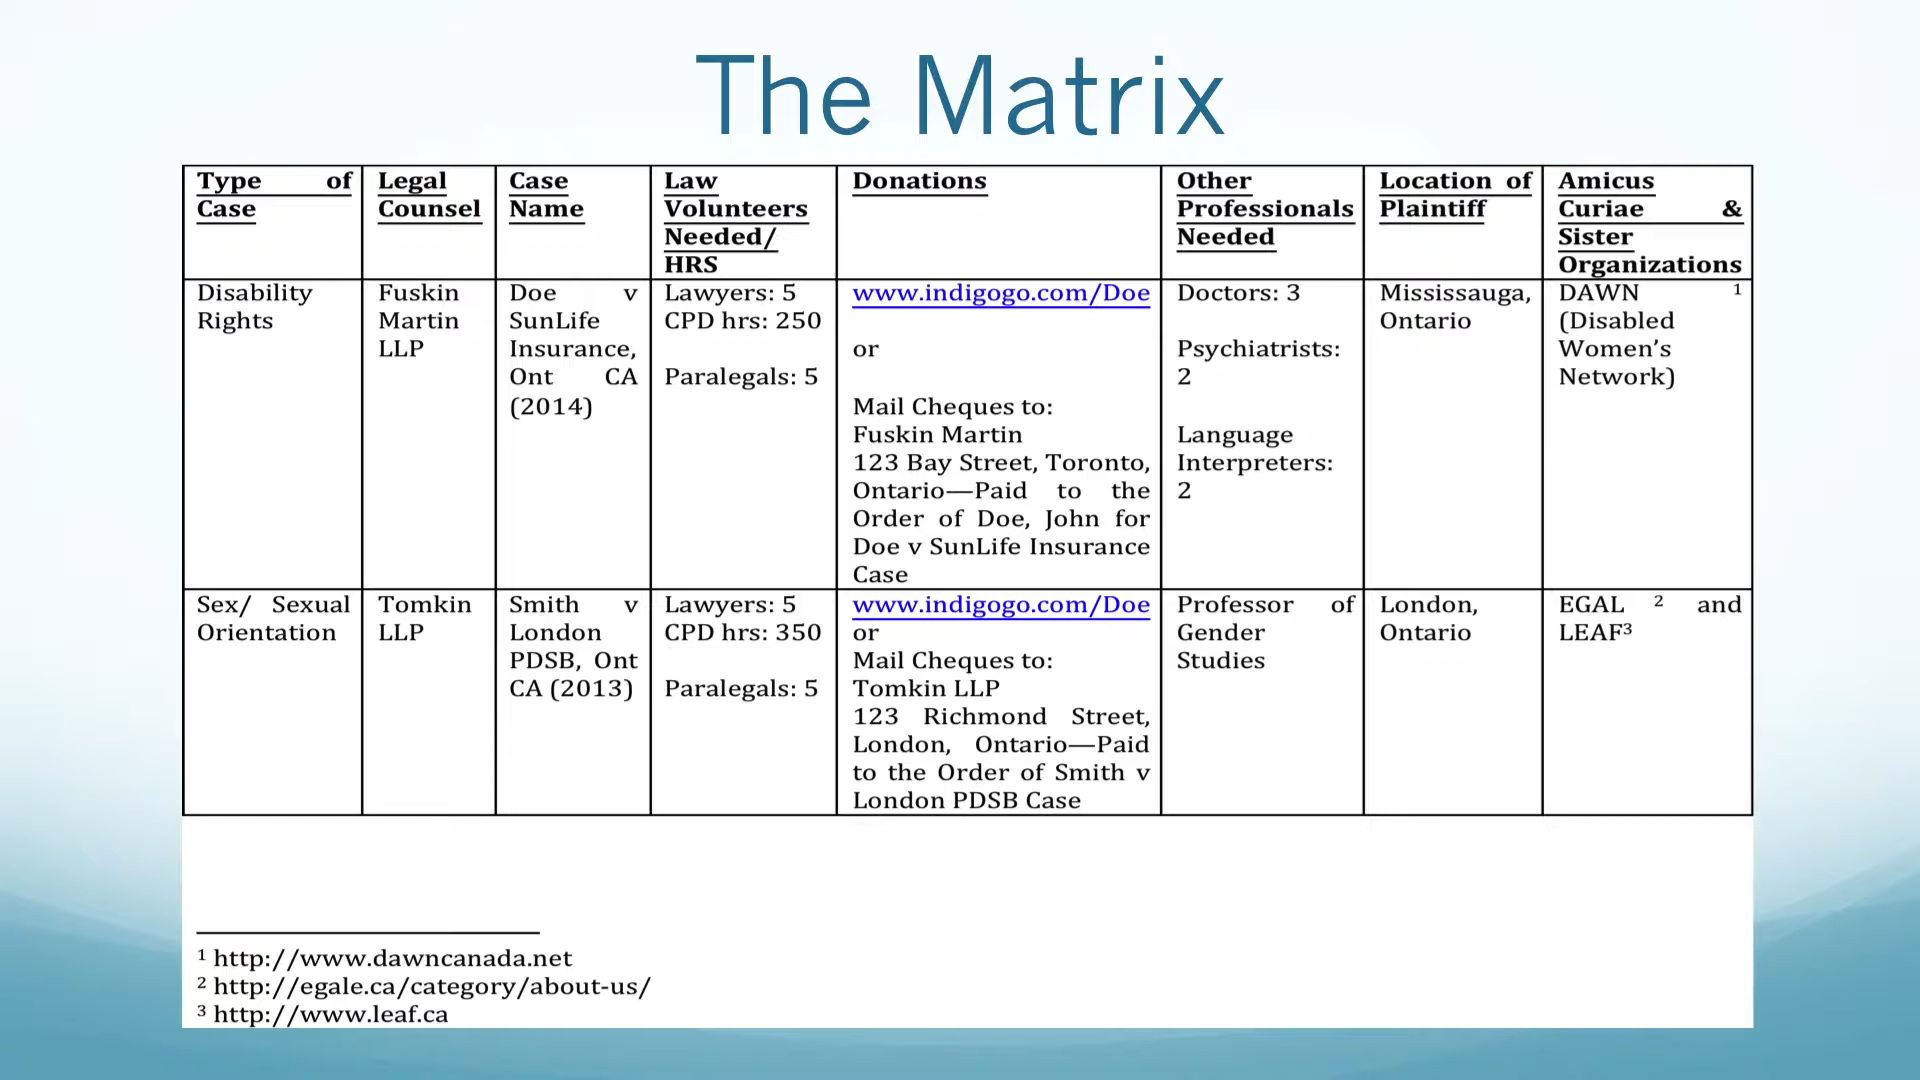 The Matrix
Type of Case
Legal Counsel
Case Name
Law Volunteers Needed/ HRS
Donations
Other Professionals Needed
Location of Plaintiff
Amicus Curiae & Sister Organizations
Disability Rights
Fuskin Martin LLP
Doe v SunLife Insurance, Ont CA (2014)
Lawyers: 5
CPD hrs: 250
Paralegals: 5
www.indigogo.com/Doe
or
Mail Cheques to:
Fuskin Martin
123 Bay Street, Toronto,
Ontario—Paid to the
Order of Doe, John for
Doe v SunLife Insurance
Case
Doctors: 3
Psychiatrists:
2
Language
Interpreters:
2
Mississauga,
Ontario
DAWN 1
(Disabled
Women’s
Network)
Sex/ Sexual
Orientation
Tomkin
LLP
Smith v
London
PDSB, Ont
CA (2013)
Lawyers: 5
CPD hrs: 350
Paralegals: 5
www.indigogo.com/Doe
or
Mail Cheques to:
Tomkin LLP
123 Richmond Street,
London, Ontario—Paid
to the Order of Smith v
London PDSB Case
Professor of
Gender
Studies
London,
Ontario
EGAL 2 and
LEAF3
1 http://www.dawncanada.net
2 http://egale.ca/category/about-us/
3 http://www.leaf.ca